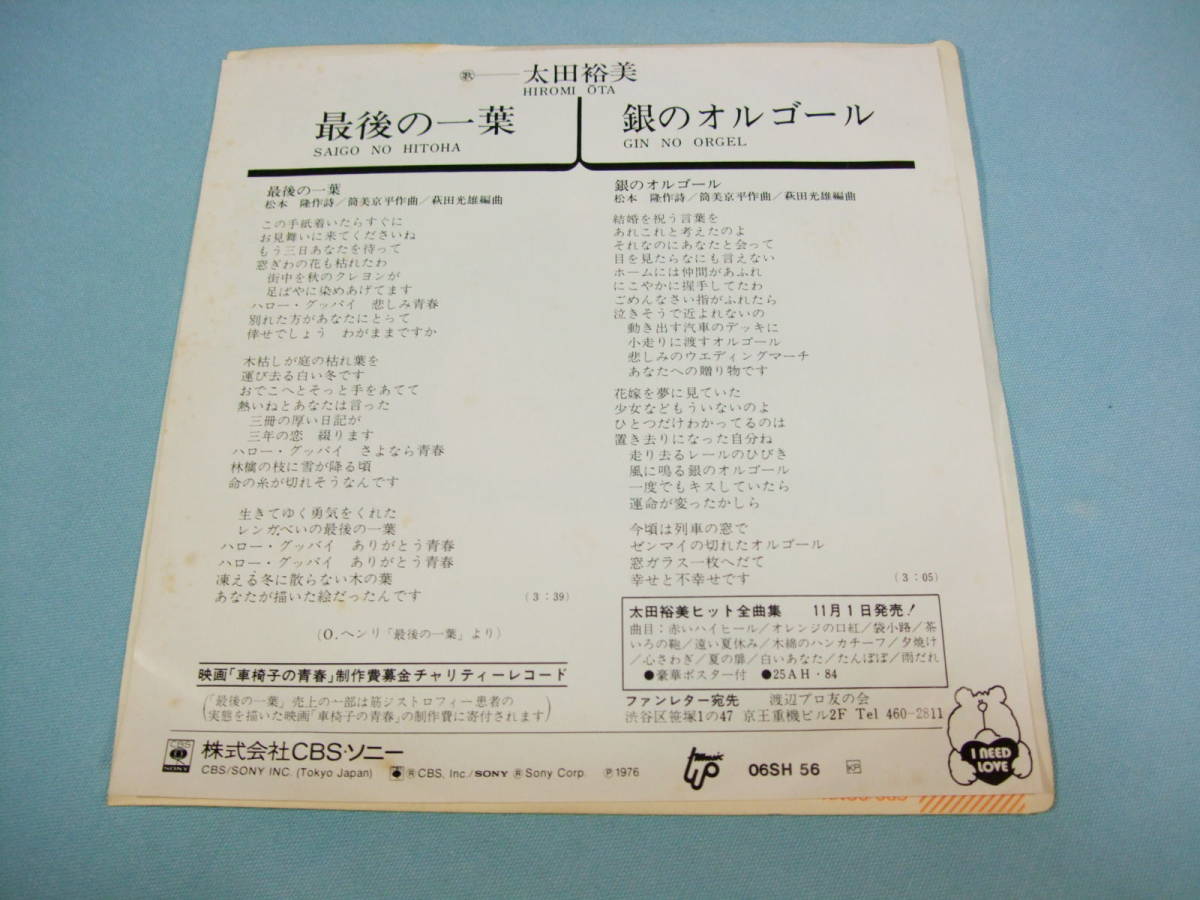 歌――太田裕美
HIROMI ŌTA
最後の一葉
SAIGO NO HITOHA
銀のオルゴール
GIN NO ORGEL
最後の一葉
松本 隆作詩/筒美京平作曲/萩田光雄編曲
この手紙着いたらすぐに
お見舞いに来てくださいね
もう三日あなたを待って
窓ぎわの花も枯れたわ
街中を秋のクレヨンが
足ばやに染めあげてます
ハロー・グッバイ 悲しみ青春
別れた方があなたにとって
倖せでしょう わがままですか
木枯しが庭の枯れ葉を
運び去る白い冬です
おでこへとそっと手をあてて
熱いねとあなたは言った
三冊の厚い日記が
三年の恋 綴ります
ハロー・グッバイ さよなら青春
林檎の枝に雪が降る頃
命の糸が切れそうなんです
生きてゆく勇気をくれた
レンガべいの最後の一葉
ハロー・グッバイ ありがとう青春
ハロー・グッバイ ありがとう青春
凍える冬に散らない木の葉
あなたが描いた絵だったんです
(3:39)
(O.ヘンリ「最後の一葉」より)
映画「車椅子の青春」制作費募金チャリティーレコード
(「最後の一葉」売上の一部は筋ジストロフィー患者の
実態を描いた映画「車椅子の青春」の制作費に寄付されます)
銀のオルゴール
松本 隆作詩/筒美京平作曲/萩田光雄編曲
結婚を祝う言葉を
あれこれと考えたのよ
それなのにあなたと会って
目を見たらなにも言えない
ホームには仲間があふれ
にこやかに握手してたわ
ごめんなさい指がふれたら
泣きそうで近よれないの
動き出す汽車のデッキに
小走りに渡すオルゴール
悲しみのウエディングマーチ
あなたへの贈り物です
花嫁を夢に見ていた
少女などもういないのよ
ひとつだけわかってるのは
置き去りになった自分ね
走り去るレールのひびき
風に鳴る銀のオルゴール
一度でもキスしていたら
運命が変ったかしら
今頃は列車の窓で
ゼンマイの切れたオルゴール
窓ガラス一枚へだて
幸せと不幸せです
(3:05)
太田裕美ヒット全曲集 11月1日発売!
曲目:赤いハイヒール/オレンジの口紅/袋小路/茶
いろの鞄/遠い夏休み/木綿のハンカチーフ/夕焼け
/心さわぎ/夏の扉/白いあなた/たんぽぽ/雨だれ
●豪華ポスター付 ●25AH・84
ファンレター宛先 渡辺プロ友の会
渋谷区笹塚1の47 京王重機ビル2F Tel 460-2811
CBS
SONY
株式会社CBS・ソニー
CBS/SONY INC. (Tokyo Japan)
® CBS, Inc./SONY ® Sony Corp. ℗ 1976
music
06SH 56
KP
I NEED
LOVE